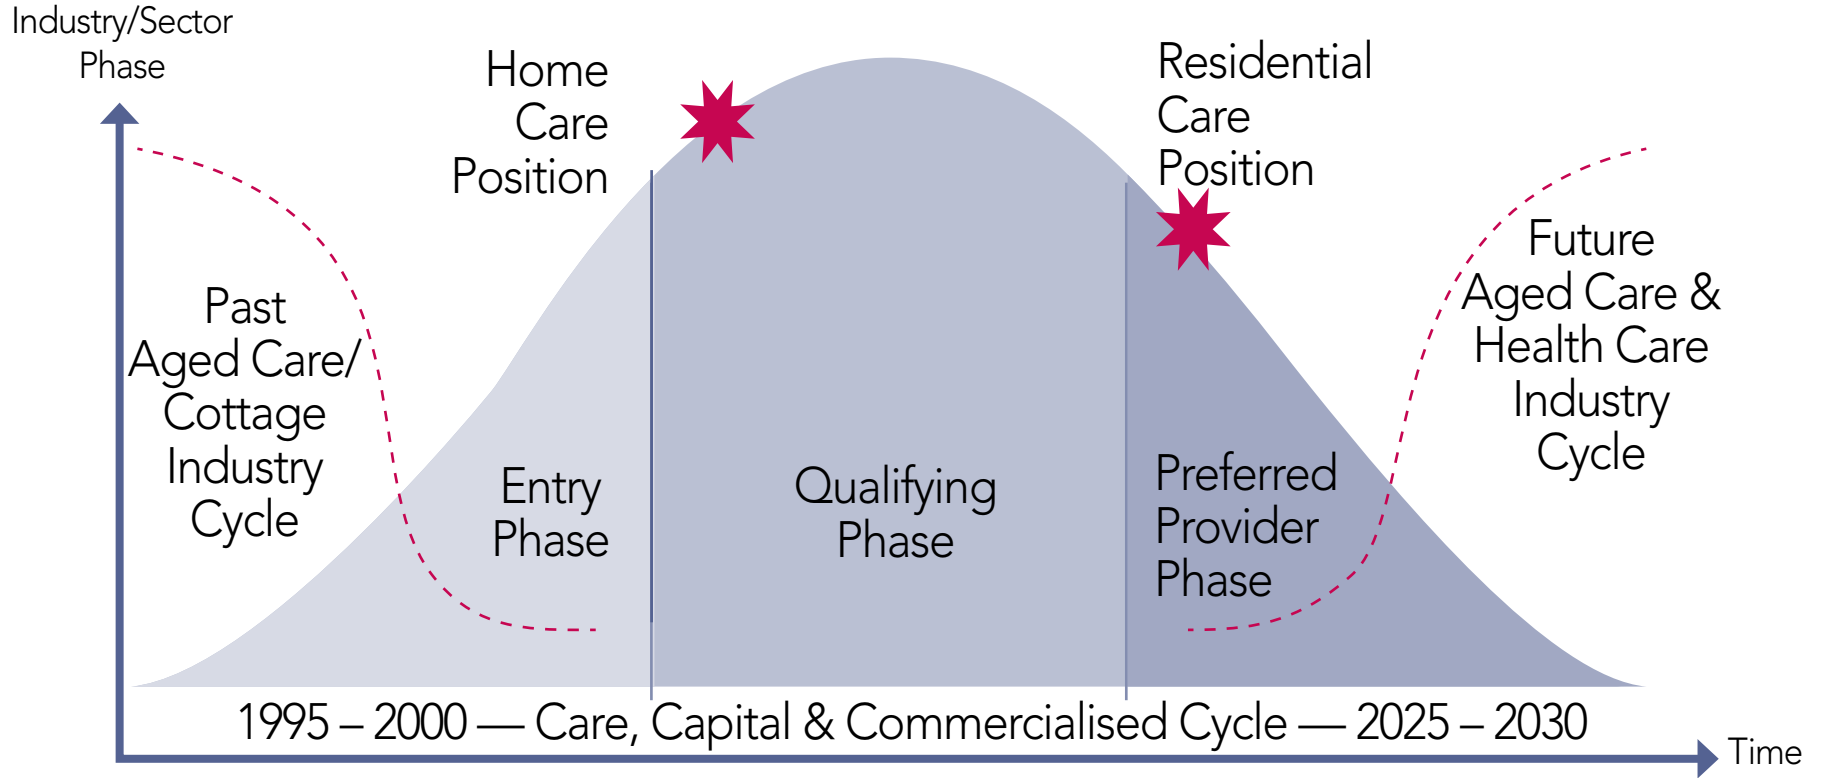 Industry/Sector
Phase
Home
Care
Position
Residential
Care
Position
Past
Aged Care/
Cottage
Industry
Cycle
Future
Aged Care &
Health Care
Industry
Cycle
Entry
Phase
Qualifying
Phase
Preferred
Provider
Phase
1995 – 2000 — Care, Capital & Commercialised Cycle — 2025 – 2030
Time